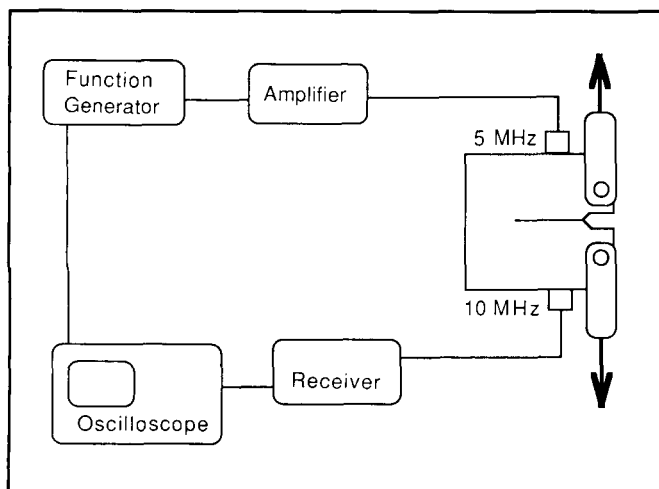 Function
Generator
Amplifier
5 MHz
10 MHz
Receiver
Oscilloscope